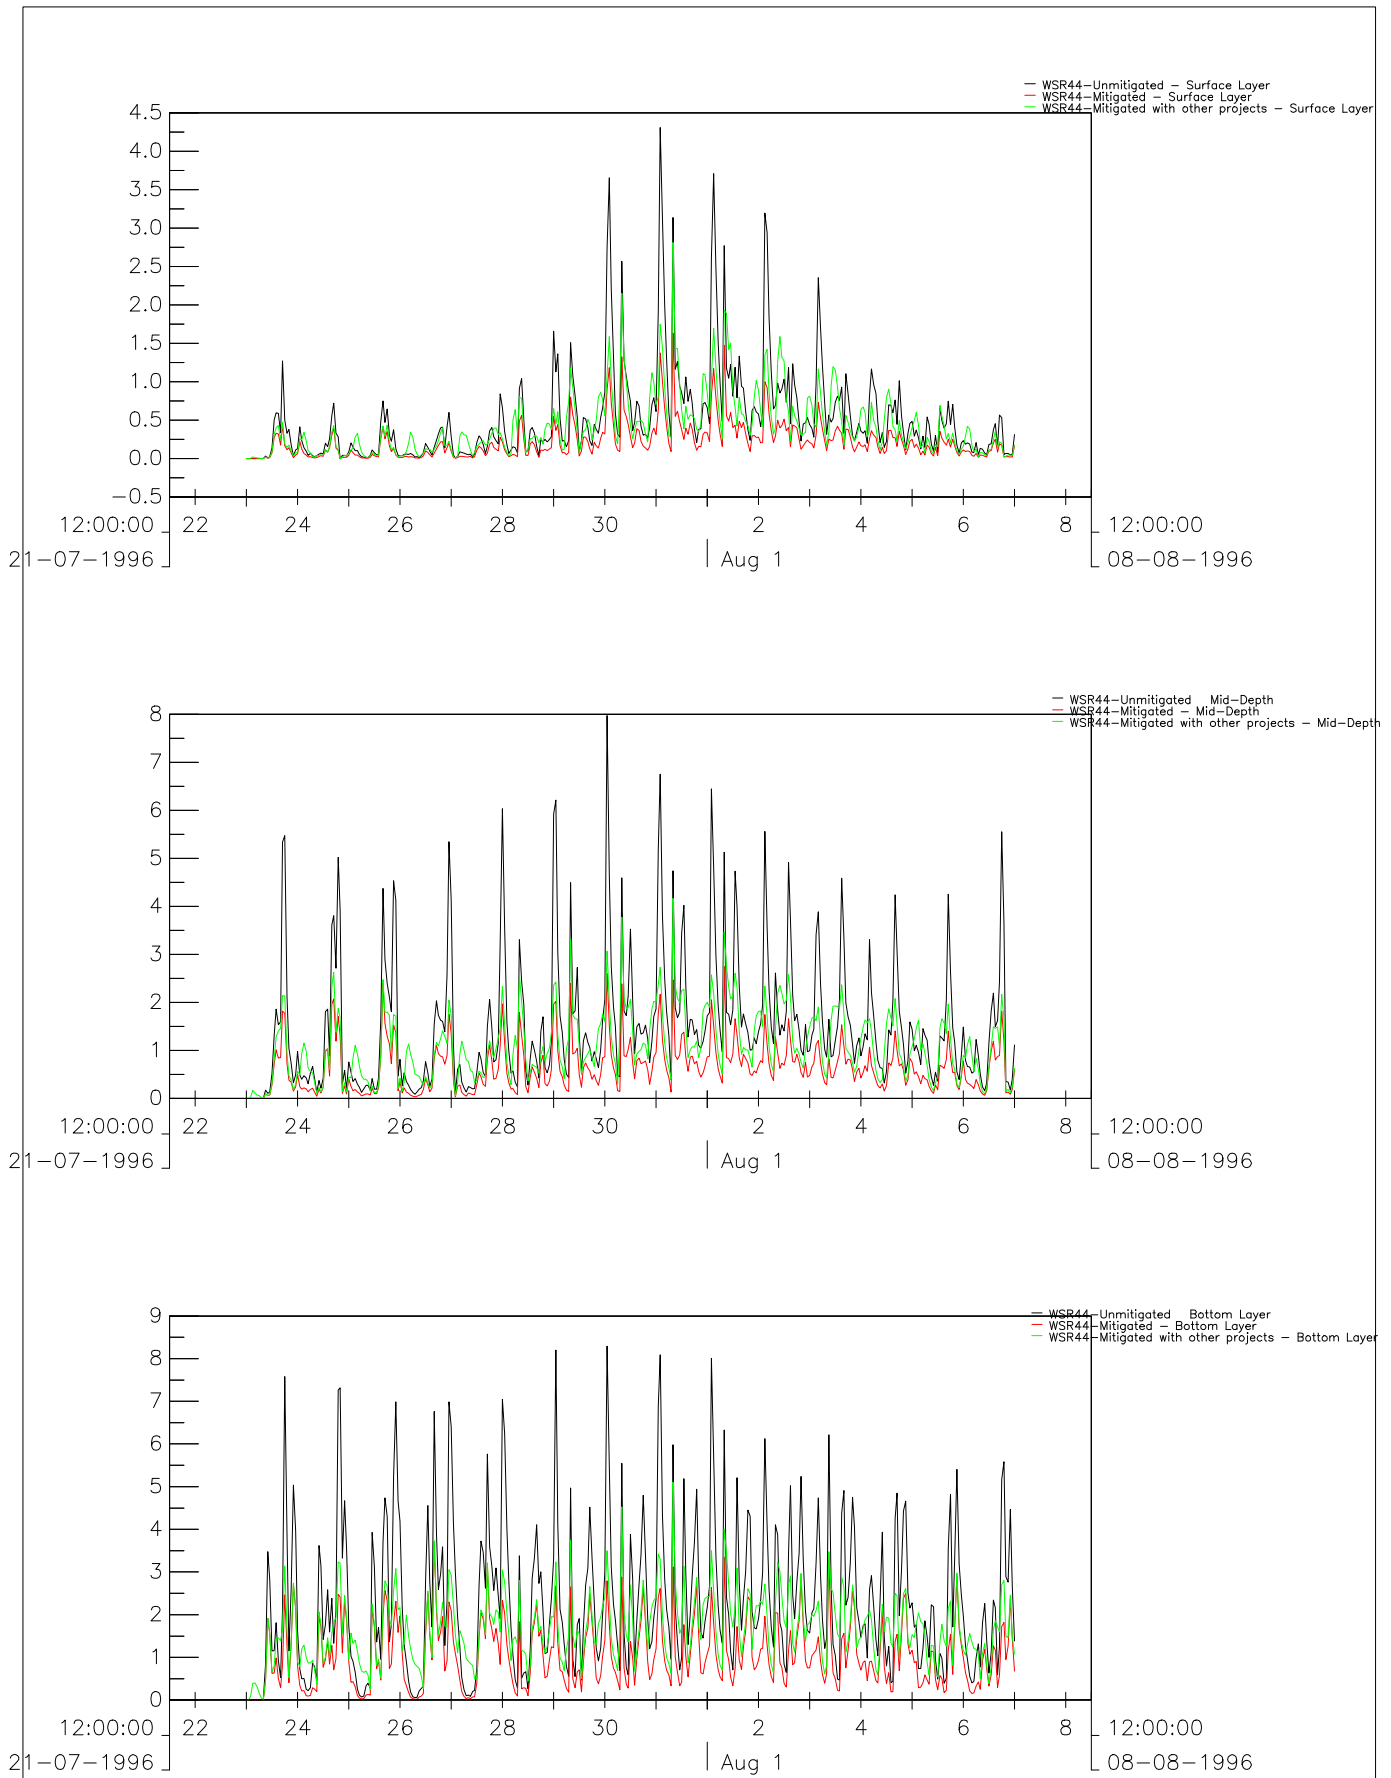 WSR44-Unmitigated - Surface Layer
WSR44-Mitigated - Surface Layer
WSR44-Mitigated with other projects - Surface Layer
4.5
4.0
3.5
3.0
2.5
2.0
1.5
1.0
0.5
0.0
-0.5
12:00:00 22 24 26 28 30 2 4 6 8 12:00:00
21-07-1996 Aug 1 08-08-1996
WSR44-Unmitigated Mid-Depth
WSR44-Mitigated - Mid-Depth
WSR44-Mitigated with other projects - Mid-Depth
8
7
6
5
4
3
2
1
0
12:00:00 22 24 26 28 30 2 4 6 8 12:00:00
21-07-1996 Aug 1 08-08-1996
WSR44-Unmitigated Bottom Layer
WSR44-Mitigated - Bottom Layer
WSR44-Mitigated with other projects - Bottom Layer
9
8
7
6
5
4
3
2
1
0
12:00:00 22 24 26 28 30 2 4 6 8 12:00:00
21-07-1996 Aug 1 08-08-1996